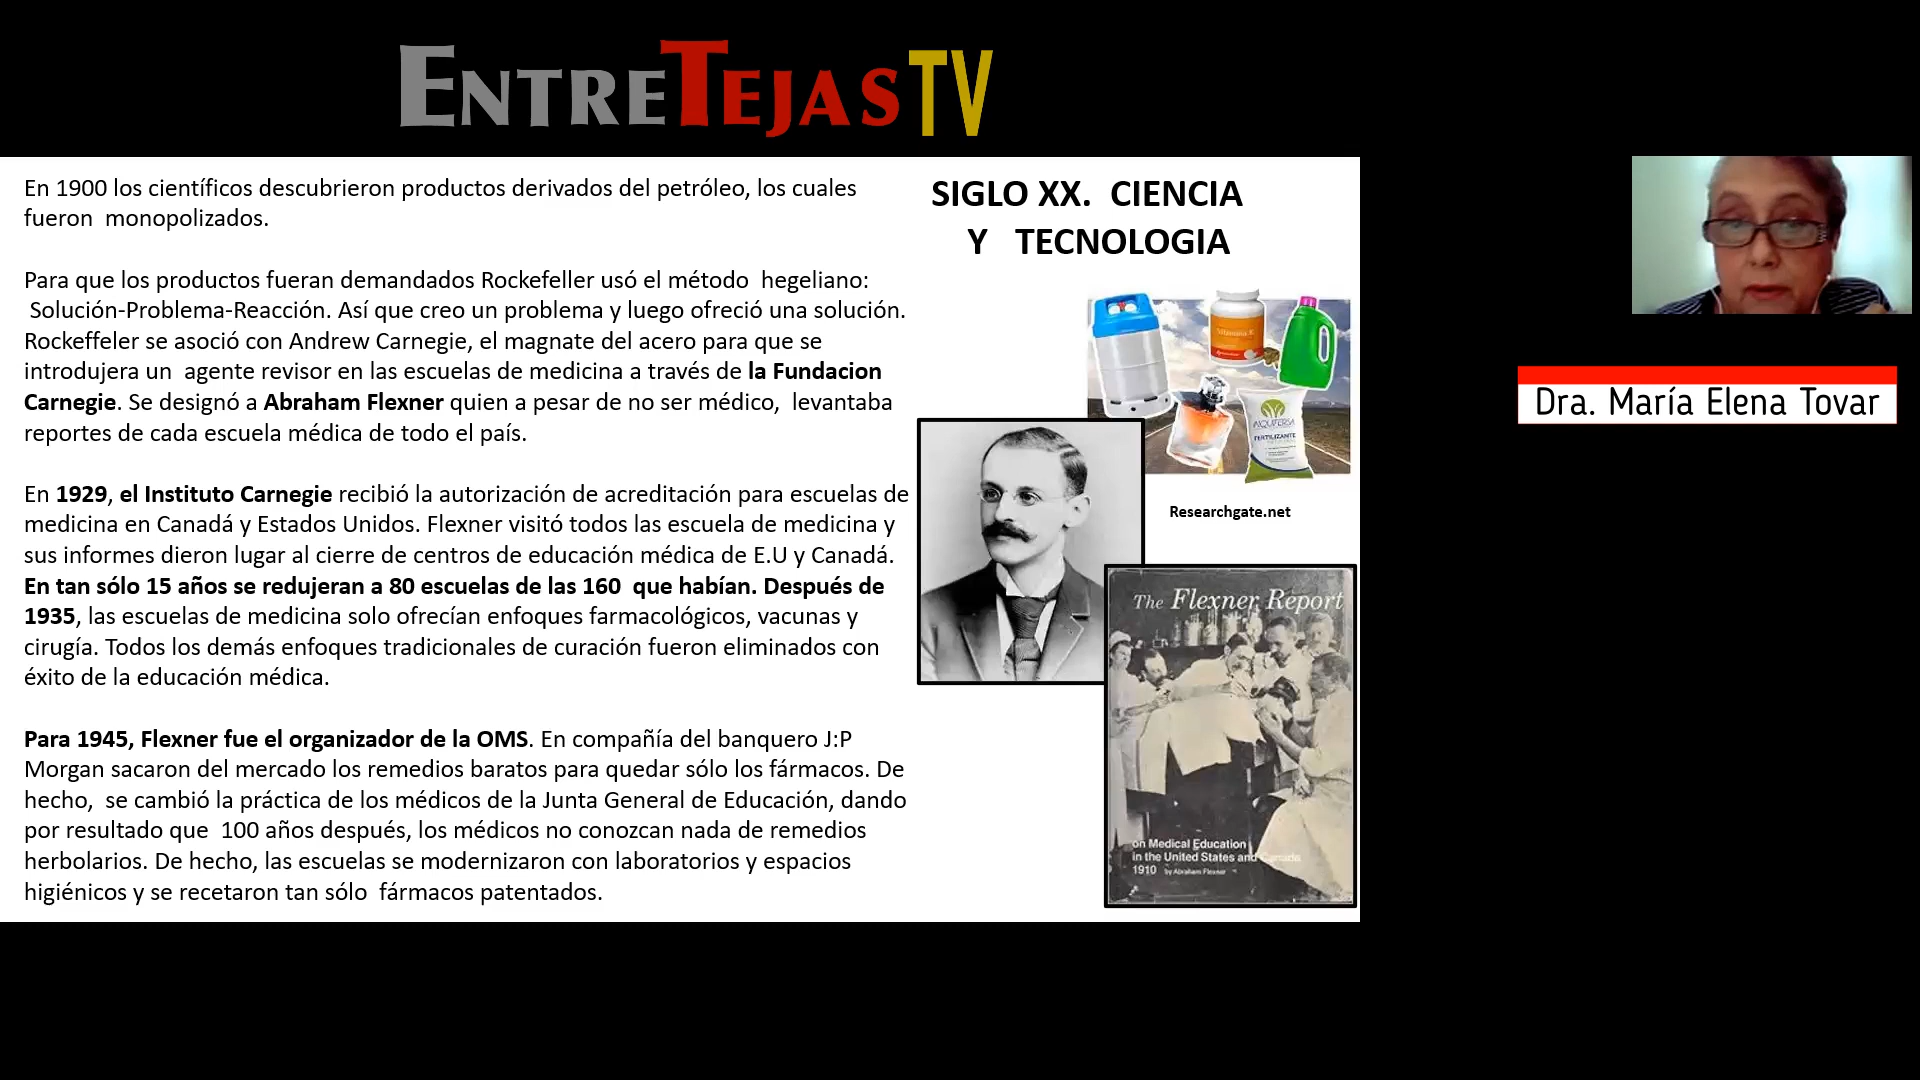 ENTRETEJASTV
En 1900 los científicos descubrieron productos derivados del petróleo, los cuales
fueron monopolizados.
Para que los productos fueran demandados Rockefeller usó el método hegeliano:
Solución-Problema-Reacción. Así que creo un problema y luego ofreció una solución.
Rockeffeler se asoció con Andrew Carnegie, el magnate del acero para que se
introdujera un agente revisor en las escuelas de medicina a través de la Fundacion
Carnegie. Se designó a Abraham Flexner quien a pesar de no ser médico, levantaba
reportes de cada escuela médica de todo el país.
En 1929, el Instituto Carnegie recibió la autorización de acreditación para escuelas de
medicina en Canadá y Estados Unidos. Flexner visitó todos las escuela de medicina y
sus informes dieron lugar al cierre de centros de educación médica de E.U y Canadá.
En tan sólo 15 años se redujeran a 80 escuelas de las 160 que habían. Después de
1935, las escuelas de medicina solo ofrecían enfoques farmacológicos, vacunas y
cirugía. Todos los demás enfoques tradicionales de curación fueron eliminados con
éxito de la educación médica.
Para 1945, Flexner fue el organizador de la OMS. En compañía del banquero J:P
Morgan sacaron del mercado los remedios baratos para quedar sólo los fármacos. De
hecho, se cambió la práctica de los médicos de la Junta General de Educación, dando
por resultado que 100 años después, los médicos no conozcan nada de remedios
herbolarios. De hecho, las escuelas se modernizaron con laboratorios y espacios
higiénicos y se recetaron tan sólo fármacos patentados.
SIGLO XX. CIENCIA
Y TECNOLOGIA
FERTILIZANTE
Researchgate.net
The Flexner Report
on Medical Education
in the United States and Canada
1910 by Abraham Flexner
Dra. María Elena Tovar